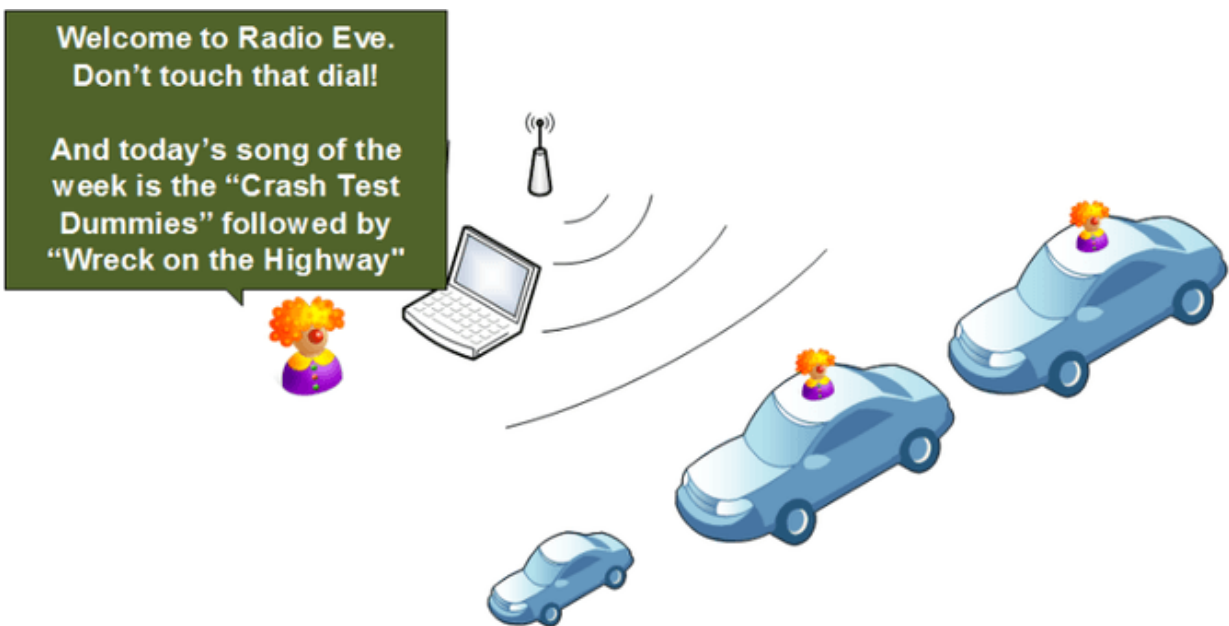 Welcome to Radio Eve.
Don’t touch that dial!
And today’s song of the
week is the “Crash Test
Dummies” followed by
“Wreck on the Highway"